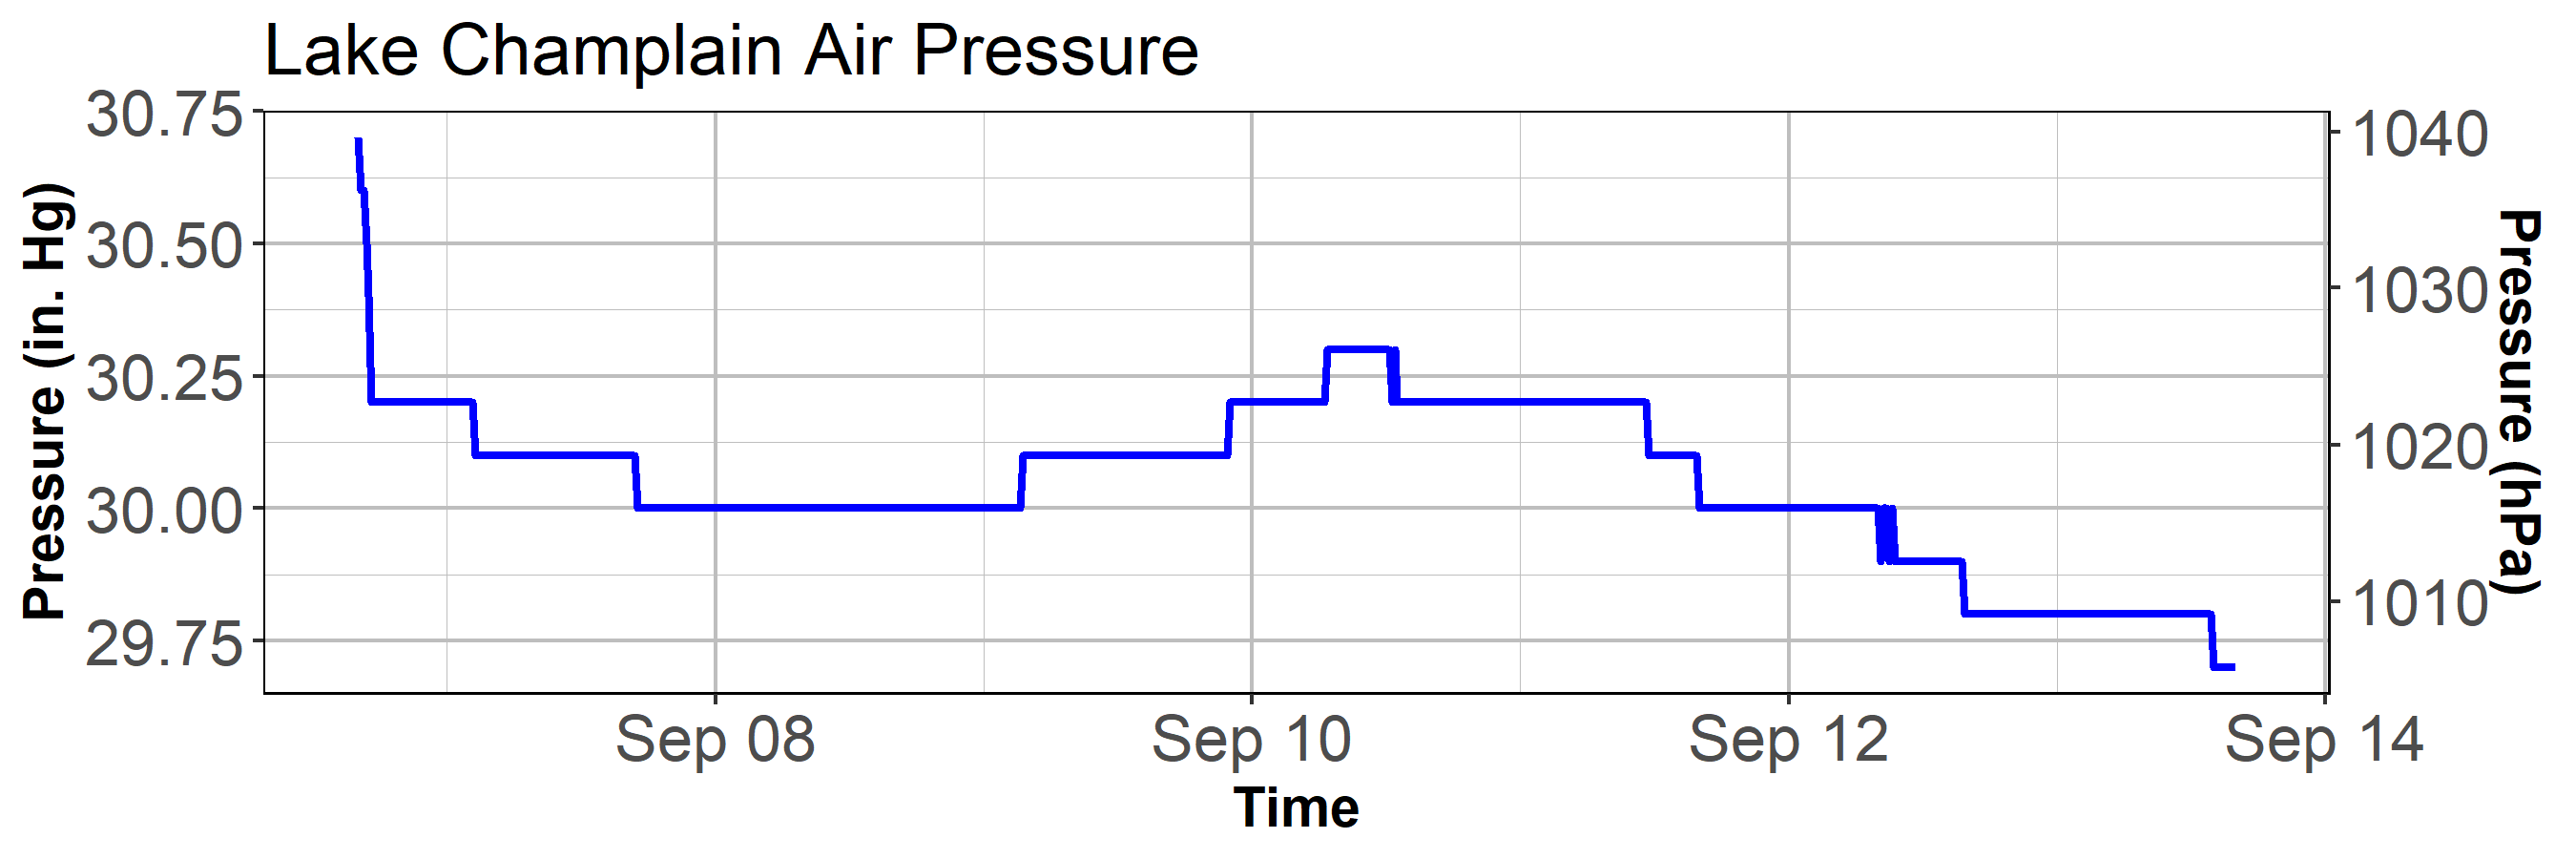 Lake Champlain Air Pressure
Pressure (in. Hg)
30.75
30.50
30.25
30.00
29.75
1040
1030
1020
1010
Pressure (hPa)
Sep 08 Sep 10 Sep 12 Sep 14
Time